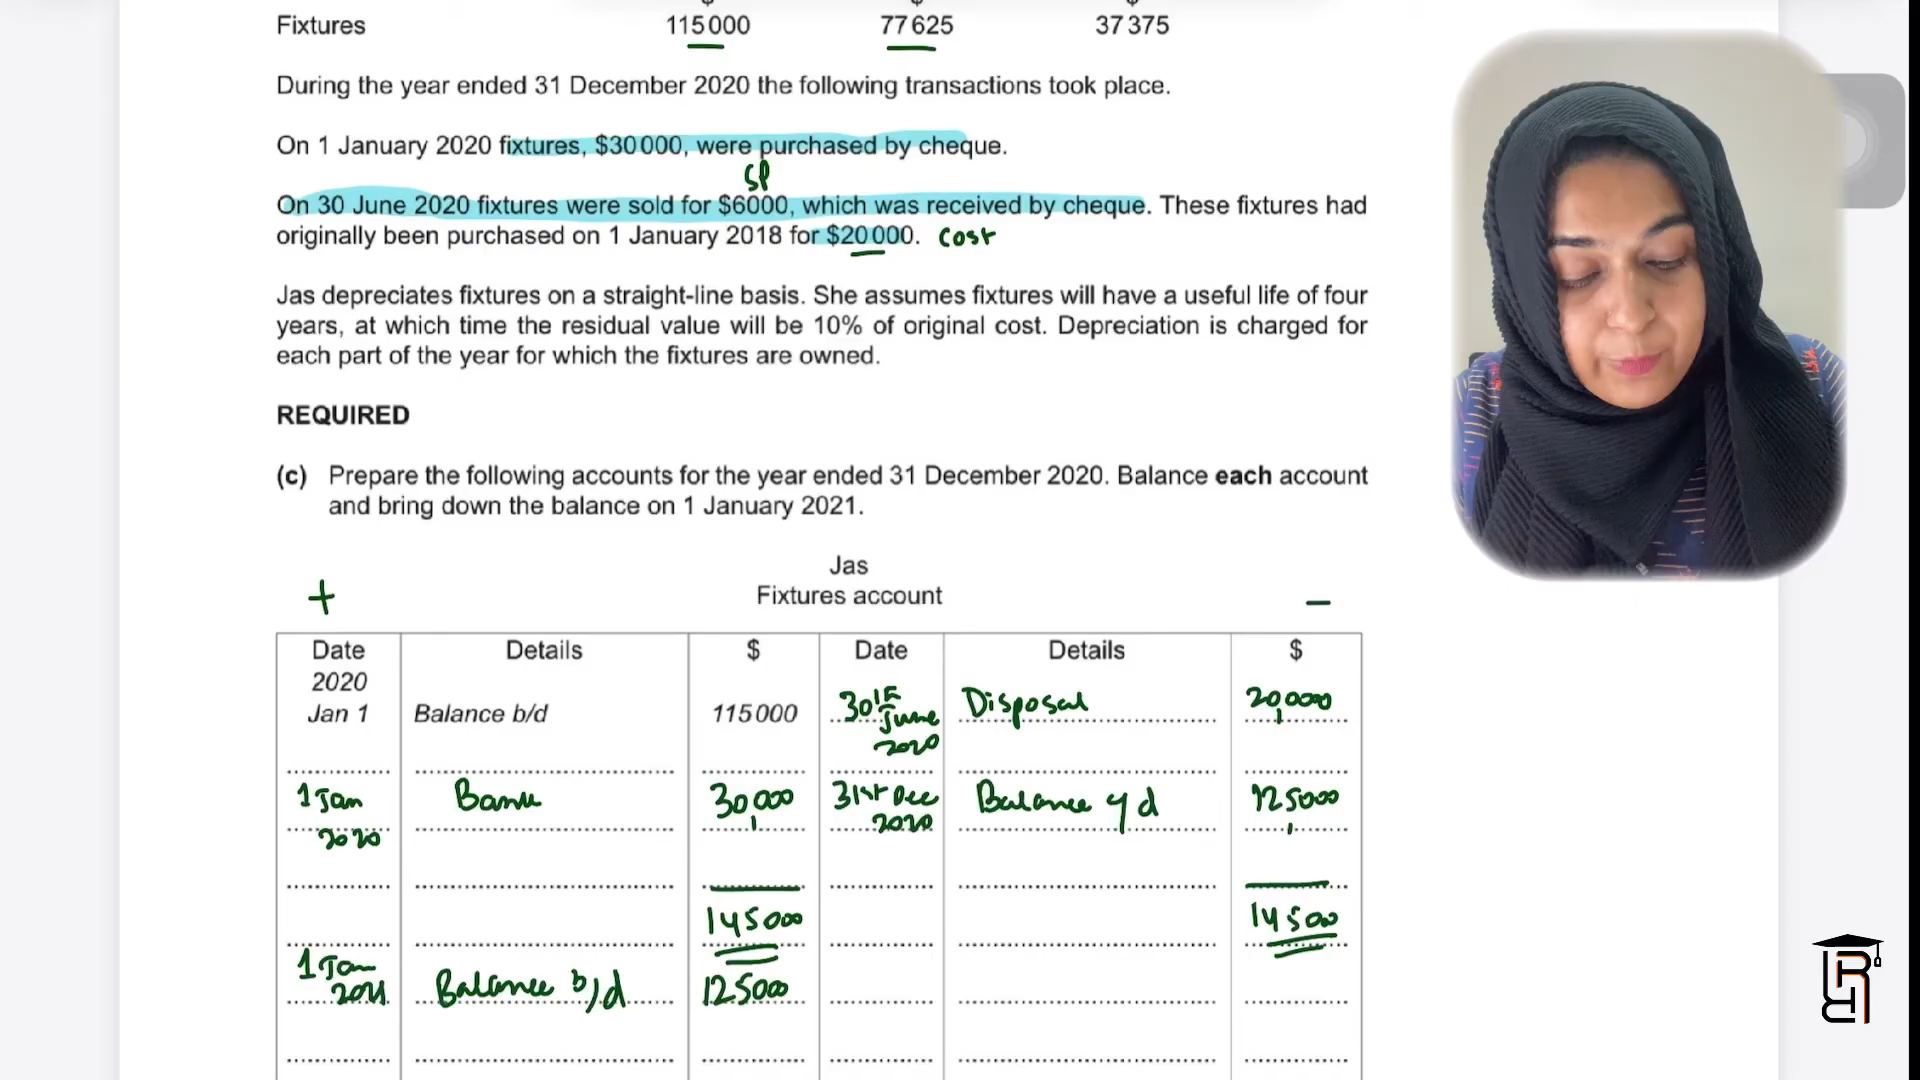 Fixtures 115000 77625 37375
During the year ended 31 December 2020 the following transactions took place.
On 1 January 2020 fixtures, $30000, were purchased by cheque.
SP
On 30 June 2020 fixtures were sold for $6000, which was received by cheque. These fixtures had
originally been purchased on 1 January 2018 for $20000. Cost
Jas depreciates fixtures on a straight-line basis. She assumes fixtures will have a useful life of four
years, at which time the residual value will be 10% of original cost. Depreciation is charged for
each part of the year for which the fixtures are owned.
REQUIRED
(c) Prepare the following accounts for the year ended 31 December 2020. Balance each account
and bring down the balance on 1 January 2021.
Jas
+ Fixtures account −
Date Details $ Date Details $
2020
Jan 1 Balance b/d 115000 30th June 2020 Disposal 20,000
1 Jan 2020 Bank 30,000 31st Dec 2020 Balance c/d 125,000
145000 14500
1 Jan 2021 Balance b/d 125000